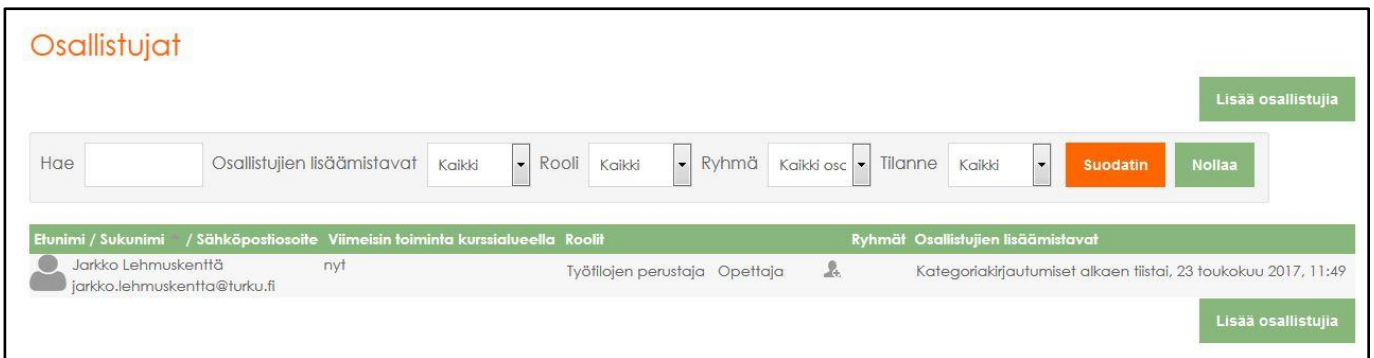 Osallistujat
Lisää osallistujia
Hae Osallistujien lisäämistavat Kaikki Rooli Kaikki Ryhmä Kaikki osc Tilanne Kaikki Suodatin Nollaa
Etunimi / Sukunimi / Sähköpostiosoite Viimeisin toiminta kurssialueella Roolit Ryhmät Osallistujien lisäämistavat
Jarkko Lehmuskenttä nyt Työtilojen perustaja Opettaja Kategoriakirjautumiset alkaen tiistai, 23 toukokuu 2017, 11:49
jarkko.lehmuskentta@turku.fi
Lisää osallistujia